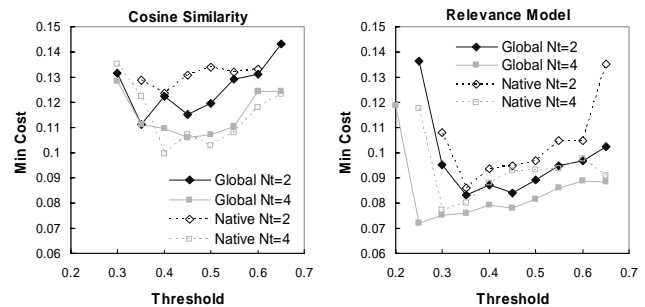 Cosine Similarity
0.15
0.14
0.13
0.12
0.11
0.1
0.09
0.08
0.07
0.06
Min Cost
Global Nt=2
Global Nt=4
Native Nt=2
Native Nt=4
0.2 0.3 0.4 0.5 0.6 0.7
Threshold
Relevance Model
0.15
0.14
0.13
0.12
0.11
0.1
0.09
0.08
0.07
0.06
Min Cost
Global Nt=2
Global Nt=4
Native Nt=2
Native Nt=4
0.2 0.3 0.4 0.5 0.6 0.7
Threshold